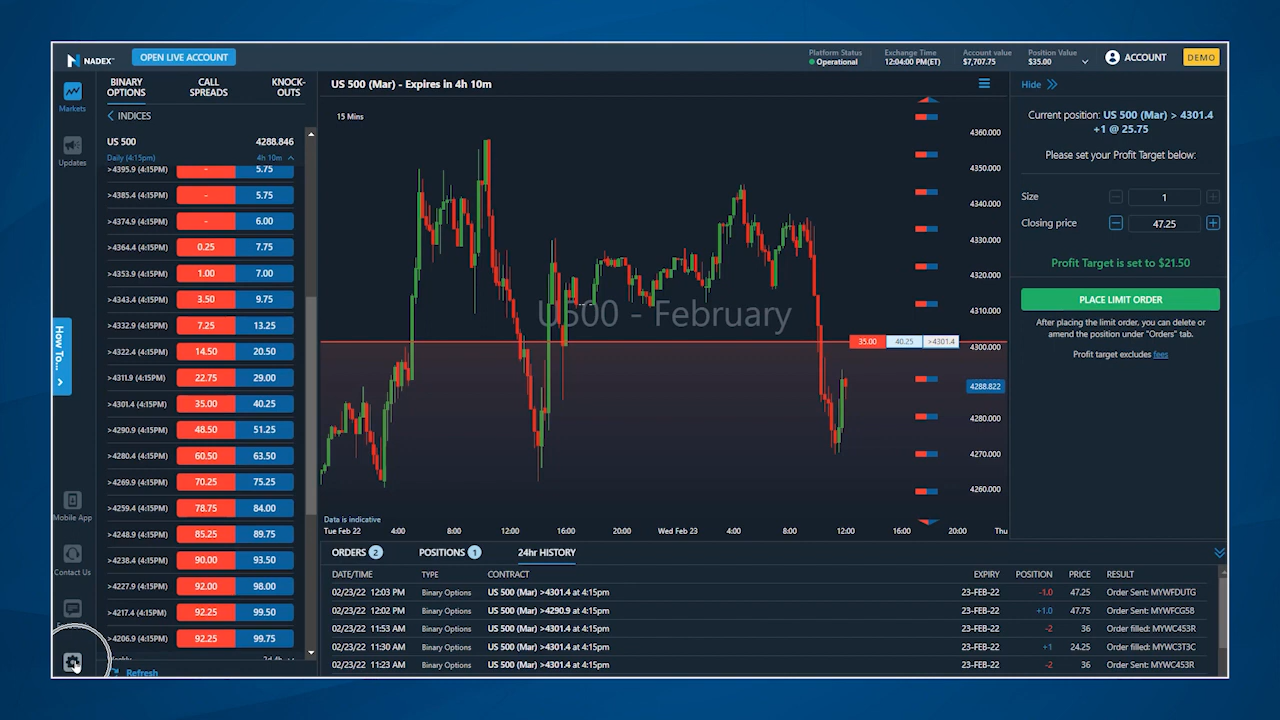 NADEX
OPEN LIVE ACCOUNT
Platform Status
Operational
Exchange Time
12:04:00 PM(ET)
Account value
$7,707.75
Position Value
$35.00
ACCOUNT
DEMO
Markets
Updates
How To...
Mobile App
Contact Us
BINARY OPTIONS
CALL SPREADS
KNOCK-OUTS
INDICES
US 500 4288.846
Daily (4:15pm) 4h 10m
>4395.9 (4:15PM) - 5.75
>4385.4 (4:15PM) - 5.75
>4374.9 (4:15PM) - 6.00
>4364.4 (4:15PM) 0.25 7.75
>4353.9 (4:15PM) 1.00 7.00
>4343.4 (4:15PM) 3.50 9.75
>4332.9 (4:15PM) 7.25 13.25
>4322.4 (4:15PM) 14.50 20.50
>4311.9 (4:15PM) 22.75 29.00
>4301.4 (4:15PM) 35.00 40.25
>4290.9 (4:15PM) 48.50 51.25
>4280.4 (4:15PM) 60.50 63.50
>4269.9 (4:15PM) 70.25 75.25
>4259.4 (4:15PM) 78.75 84.00
>4248.9 (4:15PM) 85.25 89.75
>4238.4 (4:15PM) 90.00 93.50
>4227.9 (4:15PM) 92.00 98.00
>4217.4 (4:15PM) 92.25 99.50
>4206.9 (4:15PM) 92.25 99.75
Refresh
US 500 (Mar) - Expires in 4h 10m
15 Mins
US500 - February
4360.000
4350.000
4340.000
4330.000
4320.000
4310.000
4300.000
4288.822
4280.000
4270.000
4260.000
35.00 40.25 >4301.4
Data is indicative
Tue Feb 22 4:00 8:00 12:00 16:00 20:00 Wed Feb 23 4:00 8:00 12:00 16:00 20:00 Thu
Hide
Current position: US 500 (Mar) > 4301.4
+1 @ 25.75
Please set your Profit Target below:
Size 1
Closing price 47.25
Profit Target is set to $21.50
PLACE LIMIT ORDER
After placing the limit order, you can delete or
amend the position under "Orders" tab.
Profit target excludes fees
ORDERS 2 POSITIONS 1 24hr HISTORY
DATE/TIME TYPE CONTRACT EXPIRY POSITION PRICE RESULT
02/23/22 12:03 PM Binary Options US 500 (Mar) >4301.4 at 4:15pm 23-FEB-22 -1.0 47.25 Order Sent: MYWFDUTG
02/23/22 12:02 PM Binary Options US 500 (Mar) >4290.9 at 4:15pm 23-FEB-22 +1.0 47.75 Order Sent: MYWFCG58
02/23/22 11:53 AM Binary Options US 500 (Mar) >4301.4 at 4:15pm 23-FEB-22 -2 36 Order filled: MYWC453R
02/23/22 11:30 AM Binary Options US 500 (Mar) >4301.4 at 4:15pm 23-FEB-22 +1 24.25 Order filled: MYWC3T3C
02/23/22 11:23 AM Binary Options US 500 (Mar) >4301.4 at 4:15pm 23-FEB-22 -2 36 Order Sent: MYWC453R